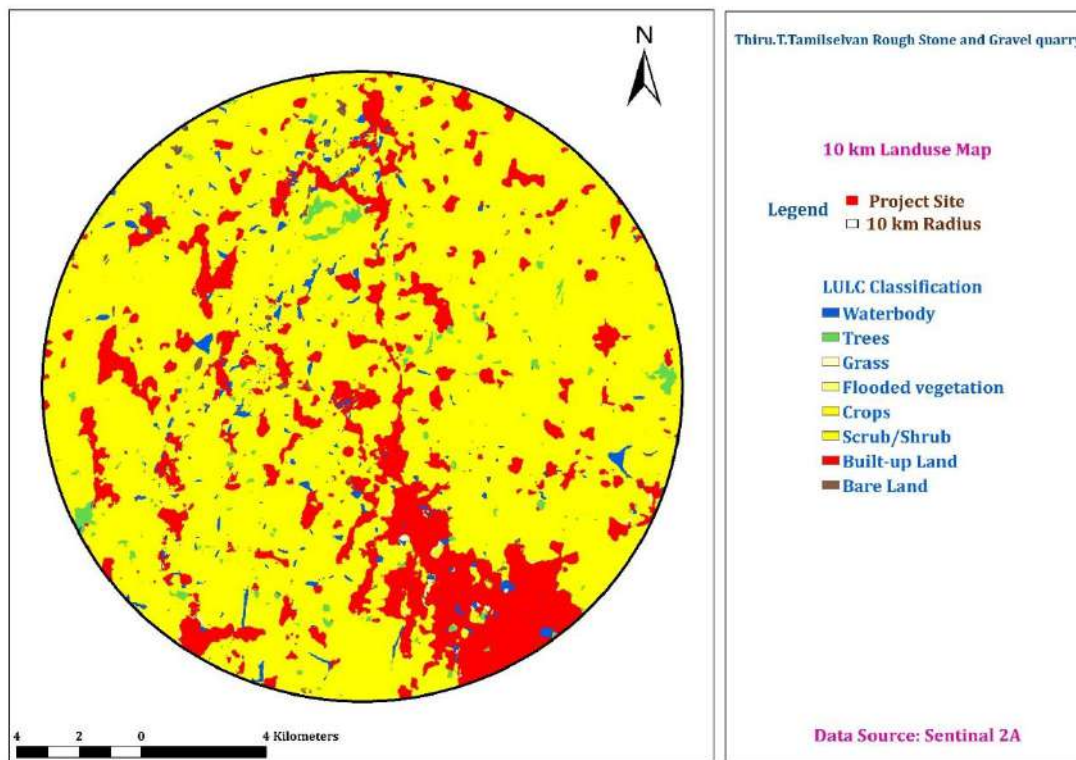 N
4 2 0 4 Kilometers
Thiru.T.Tamilselvan Rough Stone and Gravel quarry
10 km Landuse Map
Legend
Project Site
10 km Radius
LULC Classification
Waterbody
Trees
Grass
Flooded vegetation
Crops
Scrub/Shrub
Built-up Land
Bare Land
Data Source: Sentinal 2A